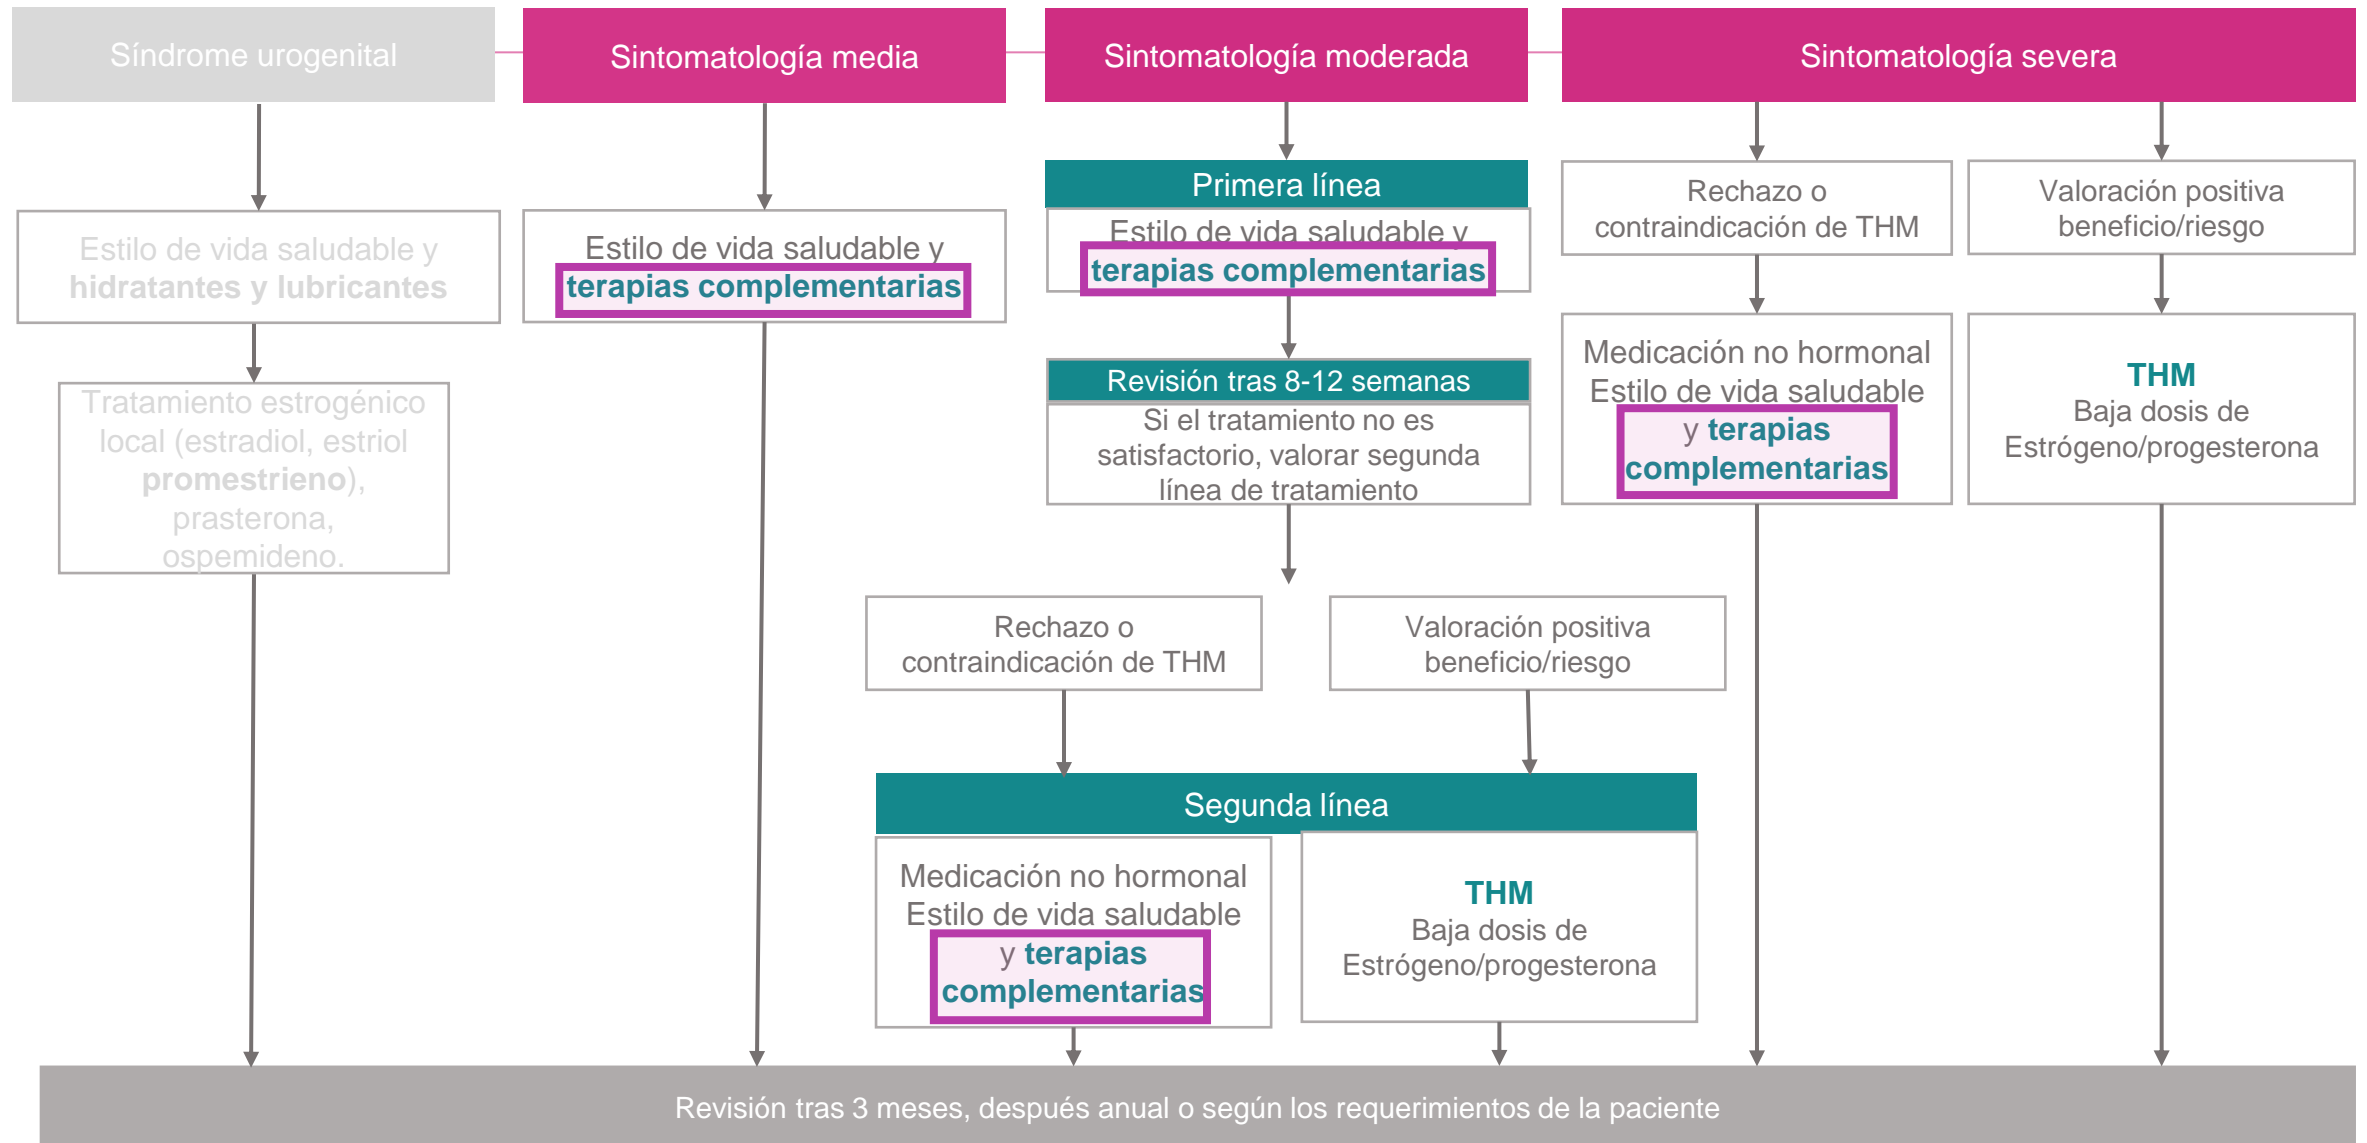 Síndrome urogenital
Sintomatología media
Sintomatología moderada
Sintomatología severa
Estilo de vida saludable y
hidratantes y lubricantes
Tratamiento estrogénico
local (estradiol, estriol
promestrieno),
prasterona,
ospemideno.
Estilo de vida saludable y
terapias complementarias
Primera línea
Estilo de vida saludable y
terapias complementarias
Revisión tras 8-12 semanas
Si el tratamiento no es
satisfactorio, valorar segunda
línea de tratamiento
Rechazo o
contraindicación de THM
Valoración positiva
beneficio/riesgo
Segunda línea
Medicación no hormonal
Estilo de vida saludable
y terapias
complementarias
THM
Baja dosis de
Estrógeno/progesterona
Rechazo o
contraindicación de THM
Medicación no hormonal
Estilo de vida saludable
y terapias
complementarias
Valoración positiva
beneficio/riesgo
THM
Baja dosis de
Estrógeno/progesterona
Revisión tras 3 meses, después anual o según los requerimientos de la paciente